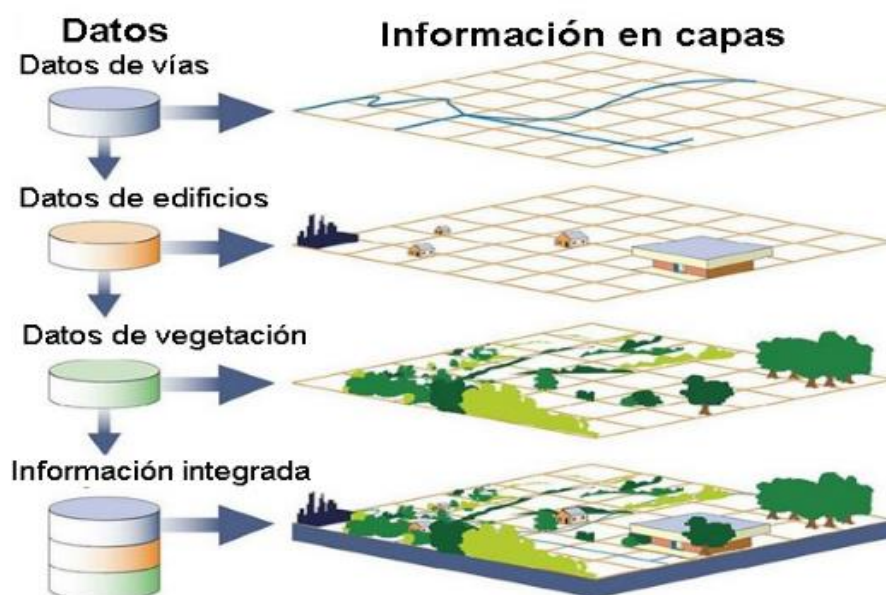 Datos
Información en capas
Datos de vías
Datos de edificios
Datos de vegetación
Información integrada